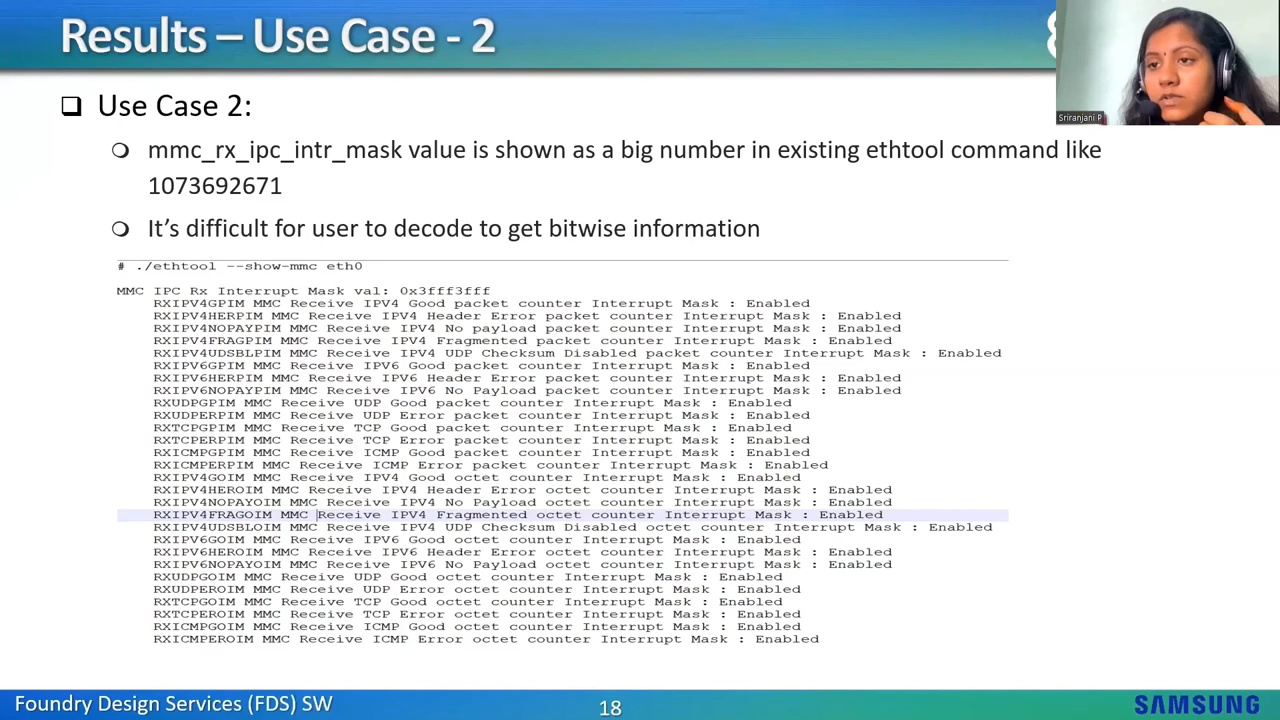 Results – Use Case - 2
Sriranjani P
Use Case 2:
mmc_rx_ipc_intr_mask value is shown as a big number in existing ethtool command like
1073692671
It’s difficult for user to decode to get bitwise information
# ./ethtool --show-mmc eth0
MMC IPC Rx Interrupt Mask val: 0x3fff3fff
RXIPV4GPIM MMC Receive IPV4 Good packet counter Interrupt Mask : Enabled
RXIPV4HERPIM MMC Receive IPV4 Header Error packet counter Interrupt Mask : Enabled
RXIPV4NOPAYPIM MMC Receive IPV4 No payload packet counter Interrupt Mask : Enabled
RXIPV4FRAGPIM MMC Receive IPV4 Fragmented packet counter Interrupt Mask : Enabled
RXIPV4UDSBLPIM MMC Receive IPV4 UDP Checksum Disabled packet counter Interrupt Mask : Enabled
RXIPV6GPIM MMC Receive IPV6 Good packet counter Interrupt Mask : Enabled
RXIPV6HERPIM MMC Receive IPV6 Header Error packet counter Interrupt Mask : Enabled
RXIPV6NOPAYPIM MMC Receive IPV6 No Payload packet counter Interrupt Mask : Enabled
RXUDPGPIM MMC Receive UDP Good packet counter Interrupt Mask : Enabled
RXUDPERPIM MMC Receive UDP Error packet counter Interrupt Mask : Enabled
RXTCPGPIM MMC Receive TCP Good packet counter Interrupt Mask : Enabled
RXTCPERPIM MMC Receive TCP Error packet counter Interrupt Mask : Enabled
RXICMPGPIM MMC Receive ICMP Good packet counter Interrupt Mask : Enabled
RXICMPERPIM MMC Receive ICMP Error packet counter Interrupt Mask : Enabled
RXIPV4GOIM MMC Receive IPV4 Good octet counter Interrupt Mask : Enabled
RXIPV4HEROIM MMC Receive IPV4 Header Error octet counter Interrupt Mask : Enabled
RXIPV4NOPAYOIM MMC Receive IPV4 No Payload octet counter Interrupt Mask : Enabled
RXIPV4FRAGOIM MMC Receive IPV4 Fragmented octet counter Interrupt Mask : Enabled
RXIPV4UDSBLOIM MMC Receive IPV4 UDP Checksum Disabled octet counter Interrupt Mask : Enabled
RXIPV6GOIM MMC Receive IPV6 Good octet counter Interrupt Mask : Enabled
RXIPV6HEROIM MMC Receive IPV6 Header Error octet counter Interrupt Mask : Enabled
RXIPV6NOPAYOIM MMC Receive IPV6 No Payload octet counter Interrupt Mask : Enabled
RXUDPGOIM MMC Receive UDP Good octet counter Interrupt Mask : Enabled
RXUDPEROIM MMC Receive UDP Error octet counter Interrupt Mask : Enabled
RXTCPGOIM MMC Receive TCP Good octet counter Interrupt Mask : Enabled
RXTCPEROIM MMC Receive TCP Error octet counter Interrupt Mask : Enabled
RXICMPGOIM MMC Receive ICMP Good octet counter Interrupt Mask : Enabled
RXICMPEROIM MMC Receive ICMP Error octet counter Interrupt Mask : Enabled
Foundry Design Services (FDS) SW
18
SAMSUNG